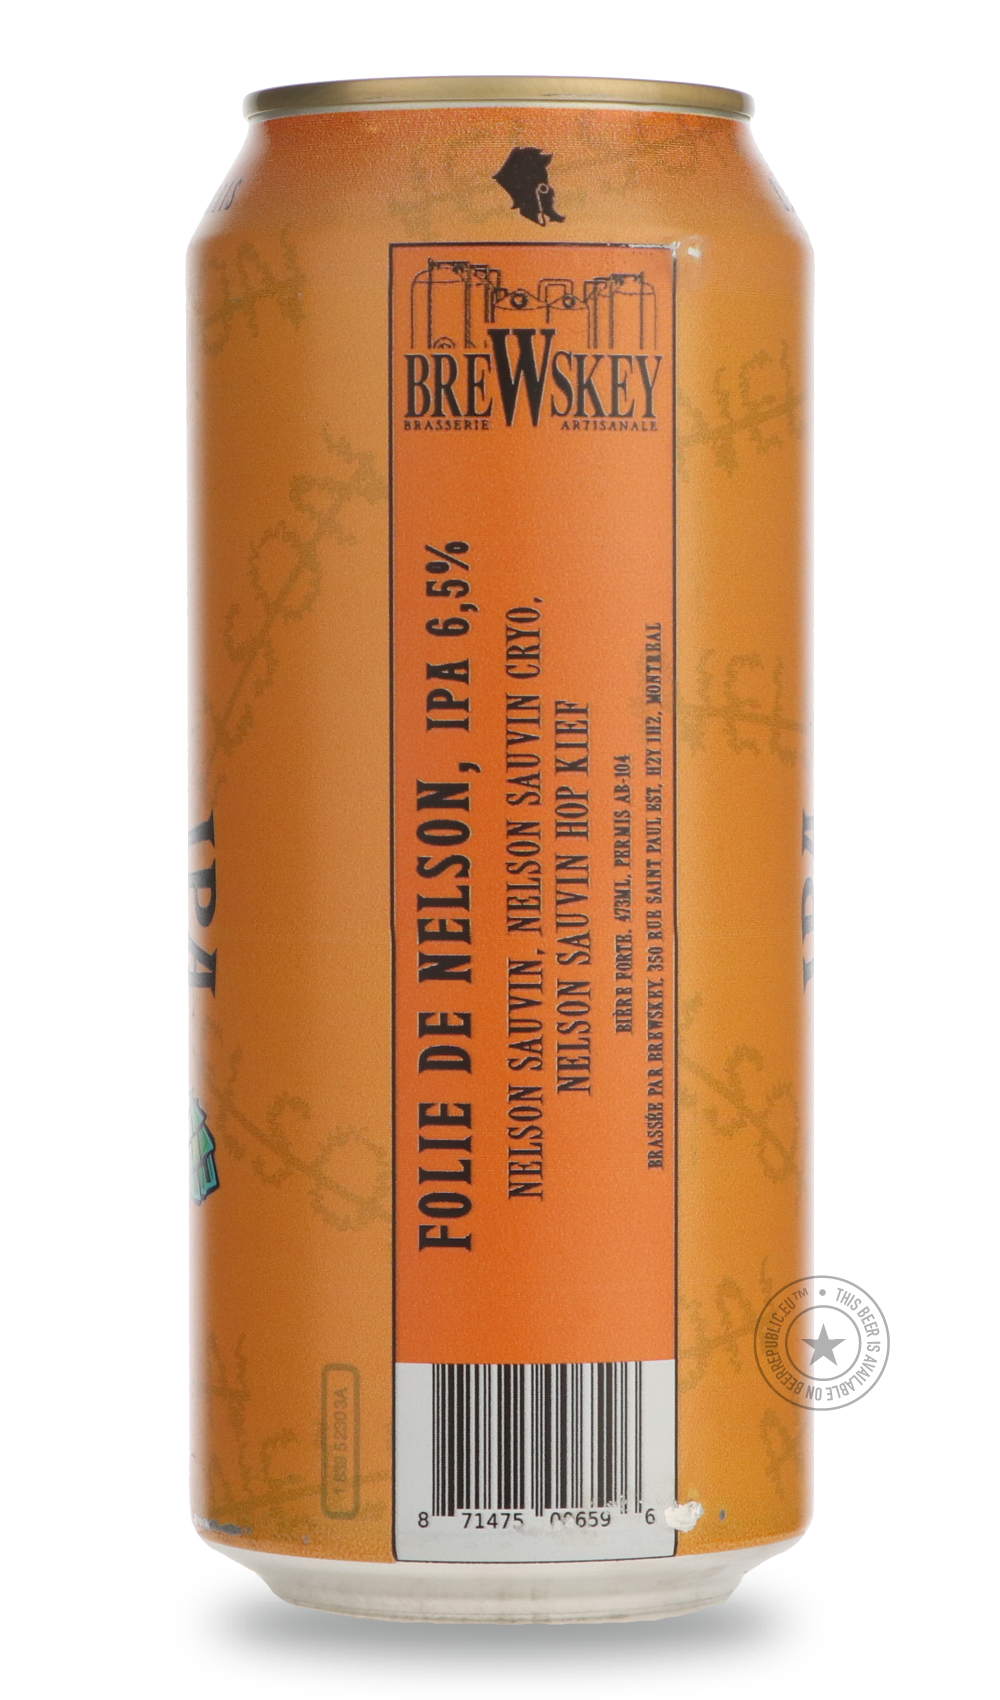 BREWSKEY
BRASSERIE ARTISANALE
FOLIE DE NELSON, IPA 6,5%
NELSON SAUVIN, NELSON SAUVIN CRYO,
NELSON SAUVIN HOP KIEF
BIÈRE FORTE. 473ML, PERMIS AB-104
BRASSÉE PAR BREWSKEY, 350 RUE SAINT PAUL EST, H2Y 1H2, MONTREAL
IPA
8 71475 00659 6
THIS BEER IS AVAILABLE ON BEERREPUBLIC.EU™